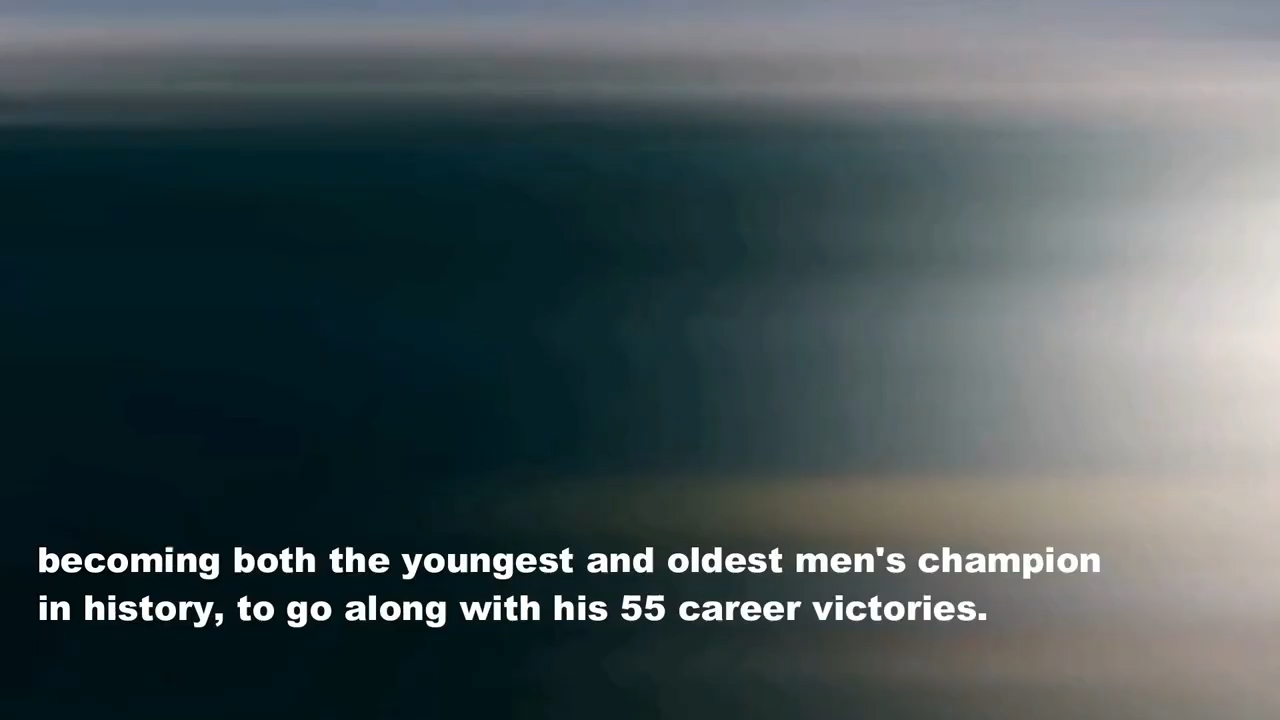 becoming both the youngest and oldest men's champion
in history, to go along with his 55 career victories.